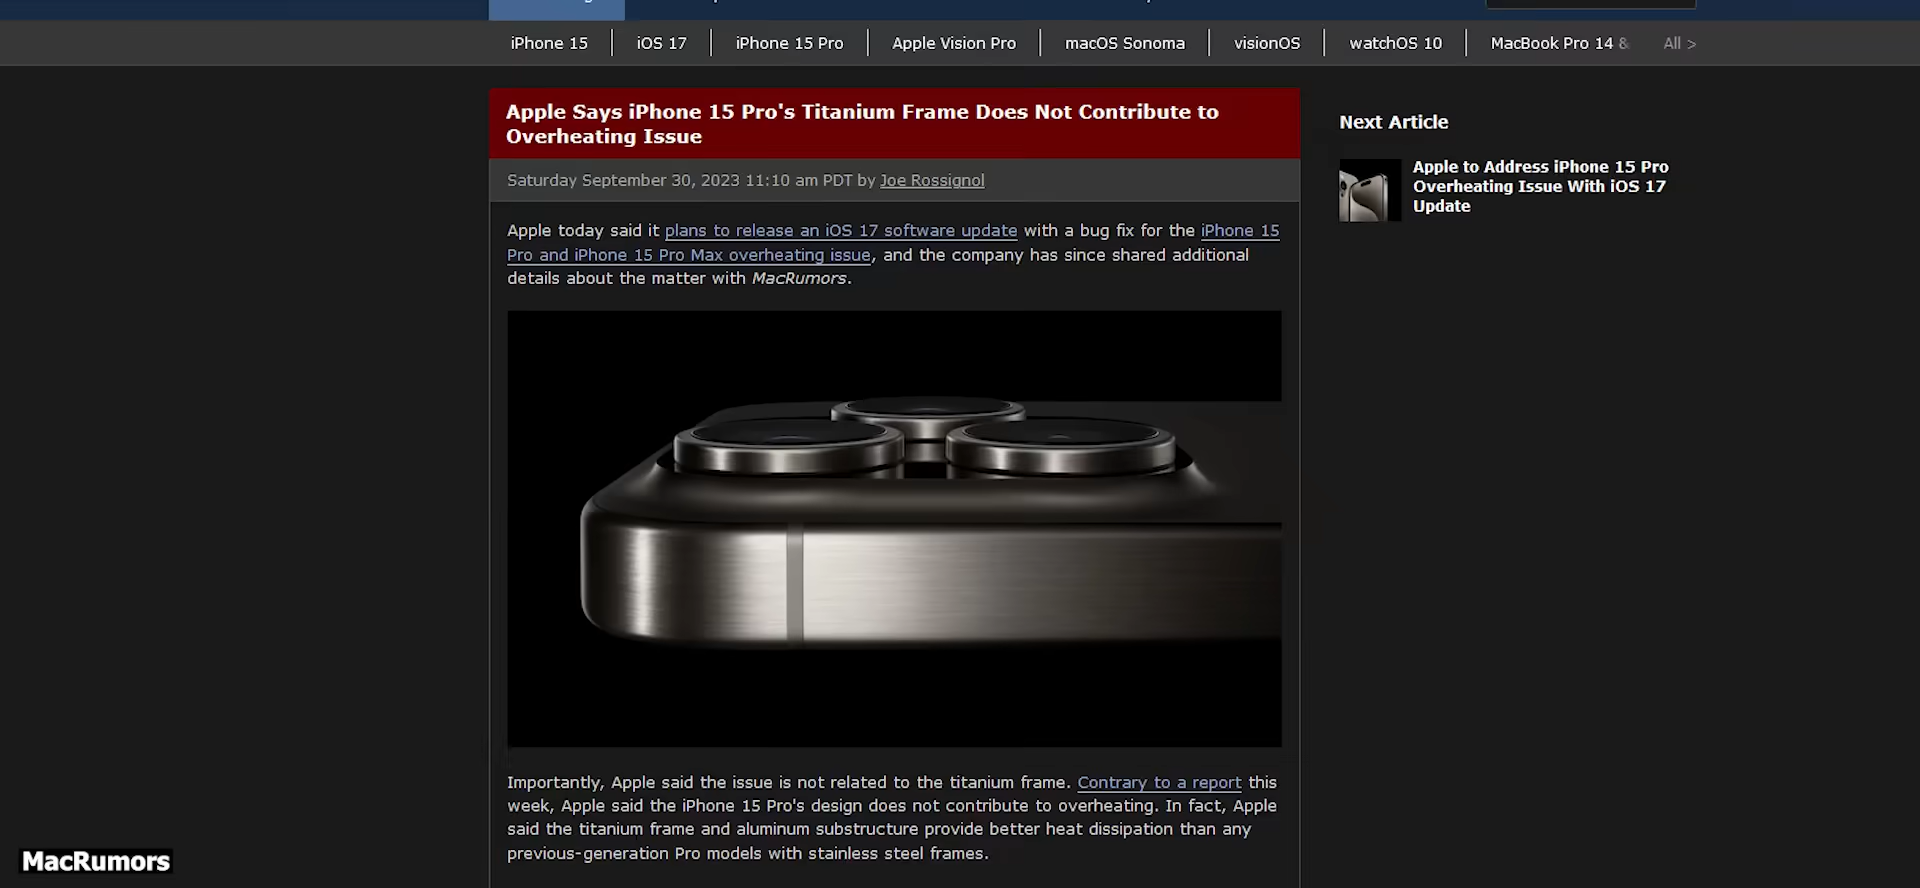 iPhone 15
iOS 17
iPhone 15 Pro
Apple Vision Pro
macOS Sonoma
visionOS
watchOS 10
MacBook Pro 14 &
All >
Apple Says iPhone 15 Pro's Titanium Frame Does Not Contribute to
Overheating Issue
Saturday September 30, 2023 11:10 am PDT by Joe Rossignol
Apple today said it plans to release an iOS 17 software update with a bug fix for the iPhone 15
Pro and iPhone 15 Pro Max overheating issue, and the company has since shared additional
details about the matter with MacRumors.
Importantly, Apple said the issue is not related to the titanium frame. Contrary to a report this
week, Apple said the iPhone 15 Pro's design does not contribute to overheating. In fact, Apple
said the titanium frame and aluminum substructure provide better heat dissipation than any
previous-generation Pro models with stainless steel frames.
Next Article
Apple to Address iPhone 15 Pro
Overheating Issue With iOS 17
Update
MacRumors